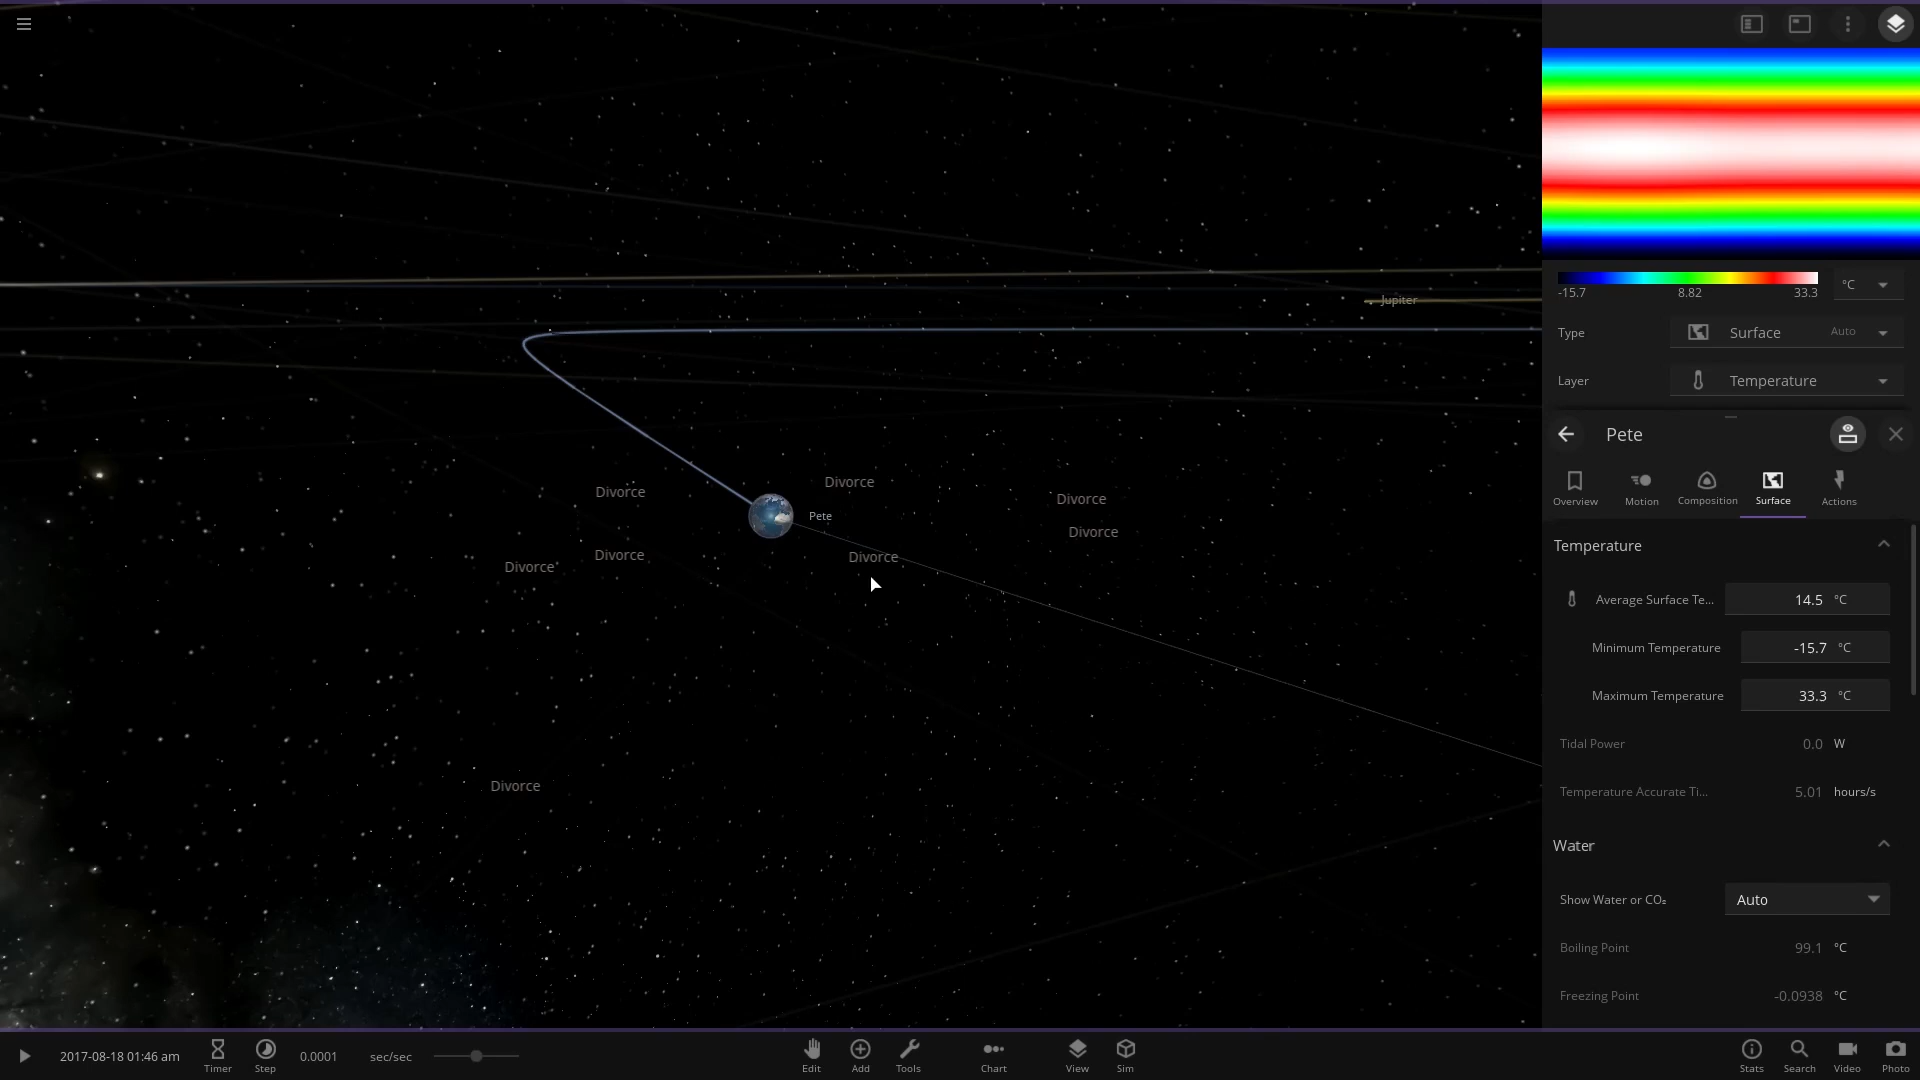 -15.7
8.82
33.3
°C
Jupiter
Type
Surface
Auto
Layer
Temperature
Pete
Overview
Motion
Composition
Surface
Actions
Divorce
Divorce
Divorce
Pete
Divorce
Divorce
Divorce
Divorce
Divorce
Temperature
Average Surface Te... 14.5 °C
Minimum Temperature -15.7 °C
Maximum Temperature 33.3 °C
Tidal Power 0.0 W
Temperature Accurate Ti... 5.01 hours/s
Water
Show Water or CO₂ Auto
Boiling Point 99.1 °C
Freezing Point -0.0938 °C
2017-08-18 01:46 am
Timer
Step
0.0001 sec/sec
Edit
Add
Tools
Chart
View
Sim
Stats
Search
Video
Photo